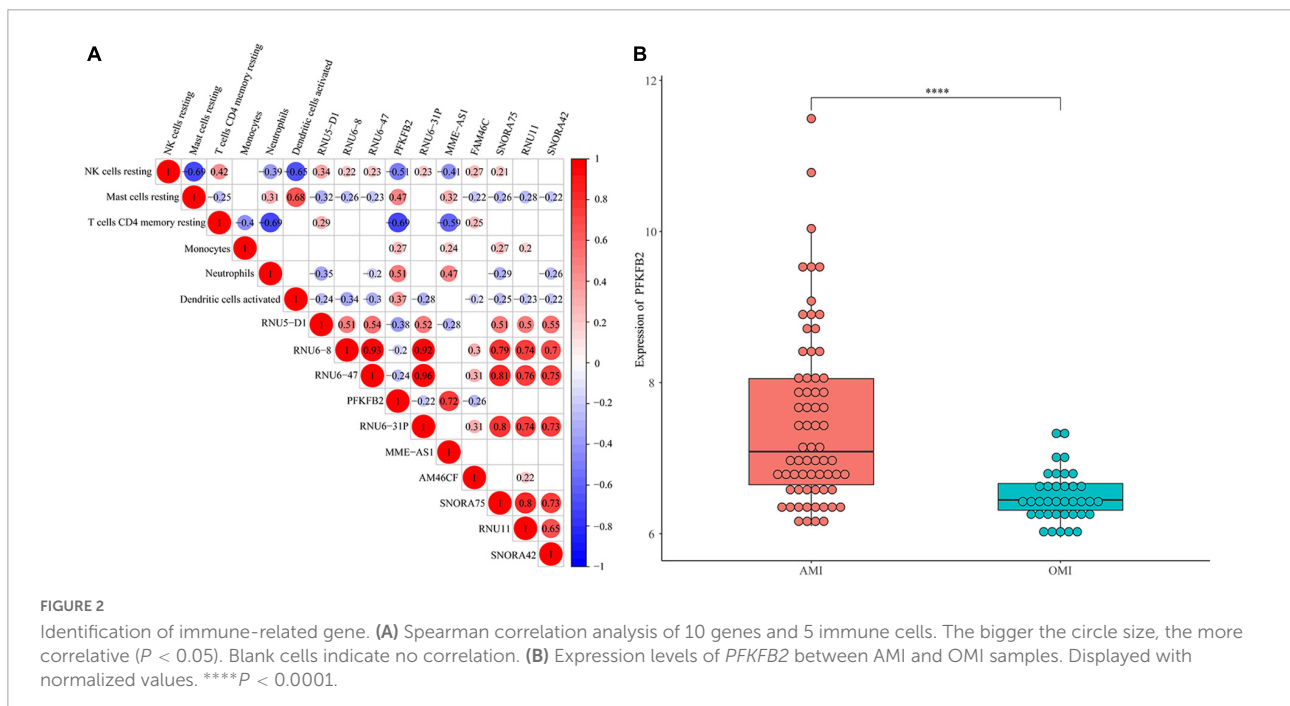 A
B
NK cells resting
Mast cells resting
T cells CD4 memory resting
Monocytes
Neutrophils
Dendritic cells activated
RNU5−D1
RNU6−8
RNU6−47
PFKFB2
RNU6−31P
MME−AS1
FAM46C
SNORA75
RNU11
SNORA42
NK cells resting 1 −0.69 0.42 −0.39 −0.65 0.34 0.22 0.23 −0.51 0.23 −0.41 0.27 0.21
Mast cells resting 1 −0.25 0.31 0.68 −0.32 −0.26 −0.23 0.47 0.32 −0.22 −0.26 −0.28 −0.22
T cells CD4 memory resting 1 −0.4 −0.69 0.29 −0.69 −0.59 0.25
Monocytes 1 0.27 0.24 0.27 0.2
Neutrophils 1 −0.35 −0.2 0.51 0.47 −0.29 −0.26
Dendritic cells activated 1 −0.24 −0.34 −0.3 0.37 −0.28 −0.2 −0.25 −0.23 −0.22
RNU5−D1 1 0.51 0.54 −0.38 0.52 −0.28 0.51 0.5 0.55
RNU6−8 1 0.93 −0.2 0.92 0.3 0.79 0.74 0.7
RNU6−47 1 −0.24 0.96 0.31 0.81 0.76 0.75
PFKFB2 1 −0.22 0.72 −0.26
RNU6−31P 1 0.31 0.8 0.74 0.73
MME−AS1 1
AM46CF 1 0.22
SNORA75 1 0.8 0.73
RNU11 1 0.65
SNORA42 1
1
0.8
0.6
0.4
0.2
0
−0.2
−0.4
−0.6
−0.8
−1
Expression of PFKFB2
12
10
8
6
****
AMI
OMI
FIGURE 2
Identification of immune-related gene. (A) Spearman correlation analysis of 10 genes and 5 immune cells. The bigger the circle size, the more
correlative (P < 0.05). Blank cells indicate no correlation. (B) Expression levels of PFKFB2 between AMI and OMI samples. Displayed with
normalized values. ****P < 0.0001.